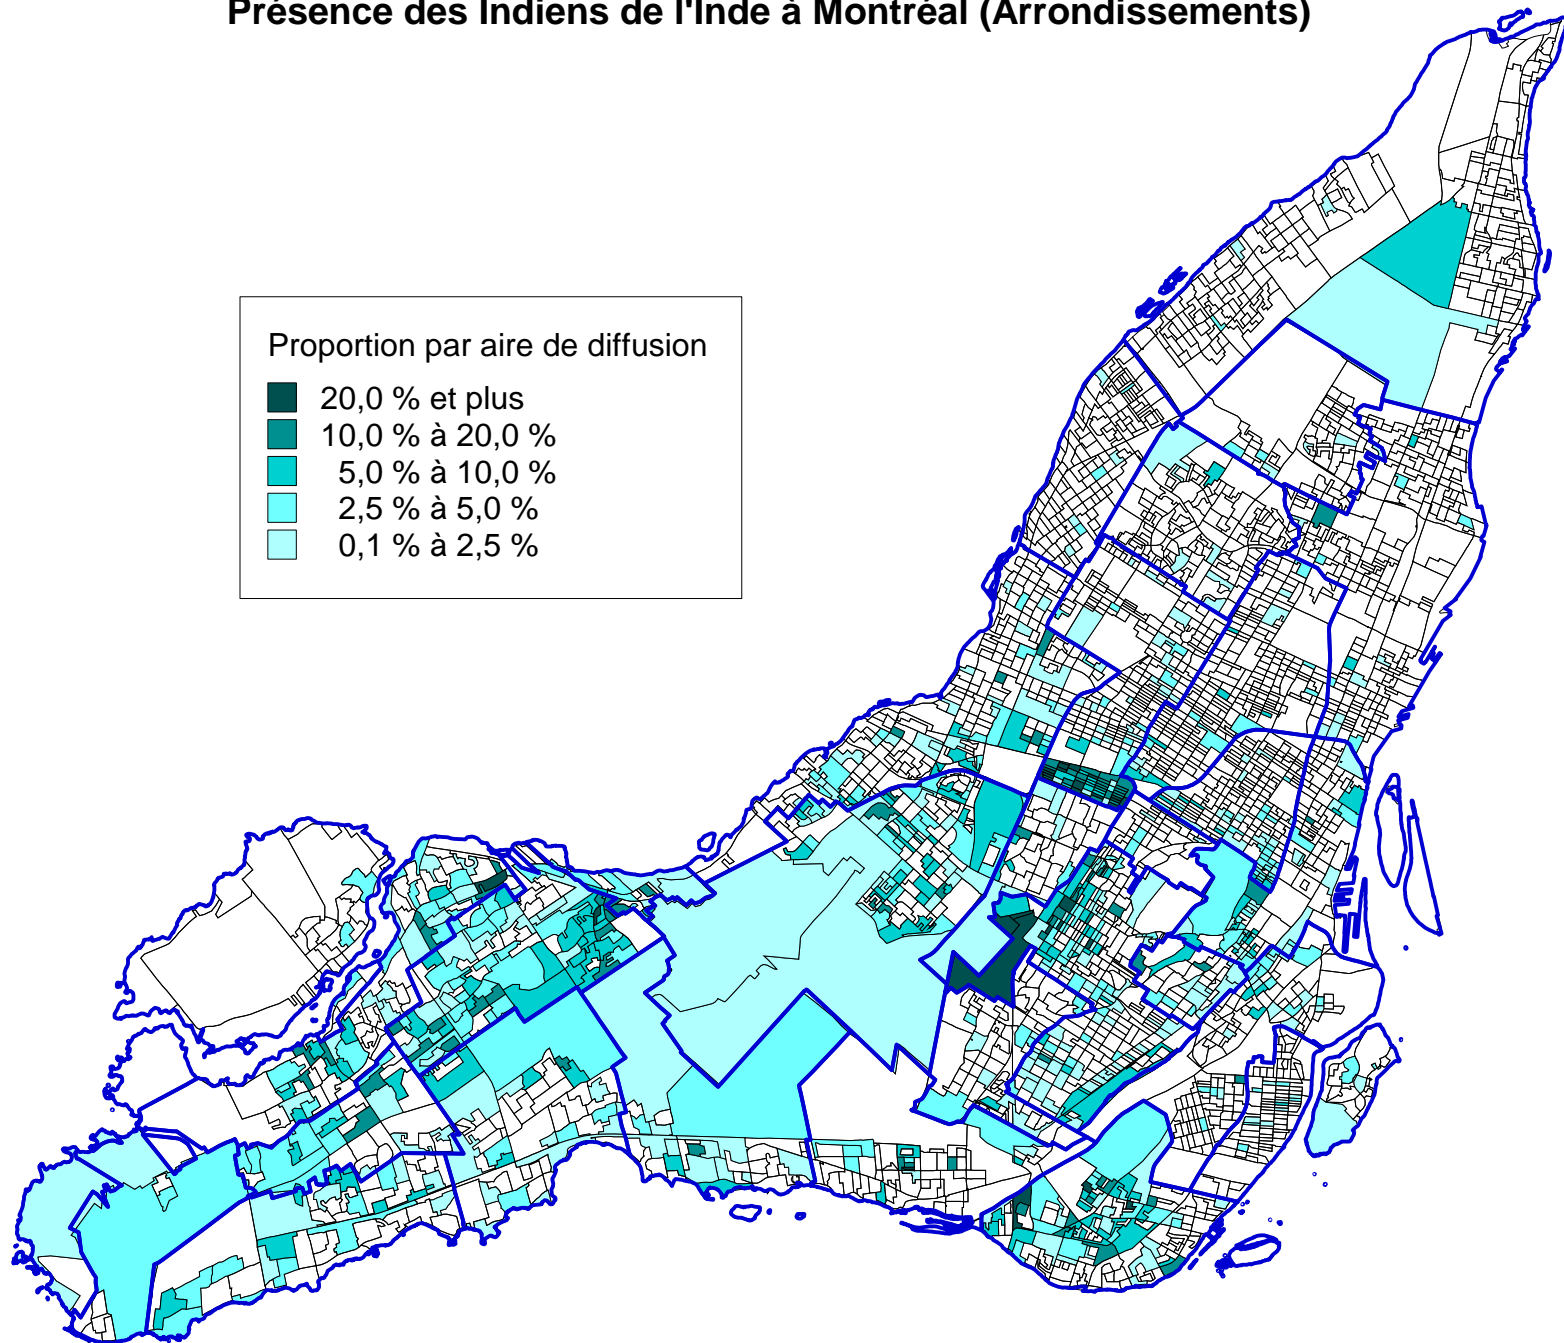 Présence des Indiens de l'Inde à Montréal (Arrondissements)
Proportion par aire de diffusion
20,0 % et plus
10,0 % à 20,0 %
5,0 % à 10,0 %
2,5 % à 5,0 %
0,1 % à 2,5 %